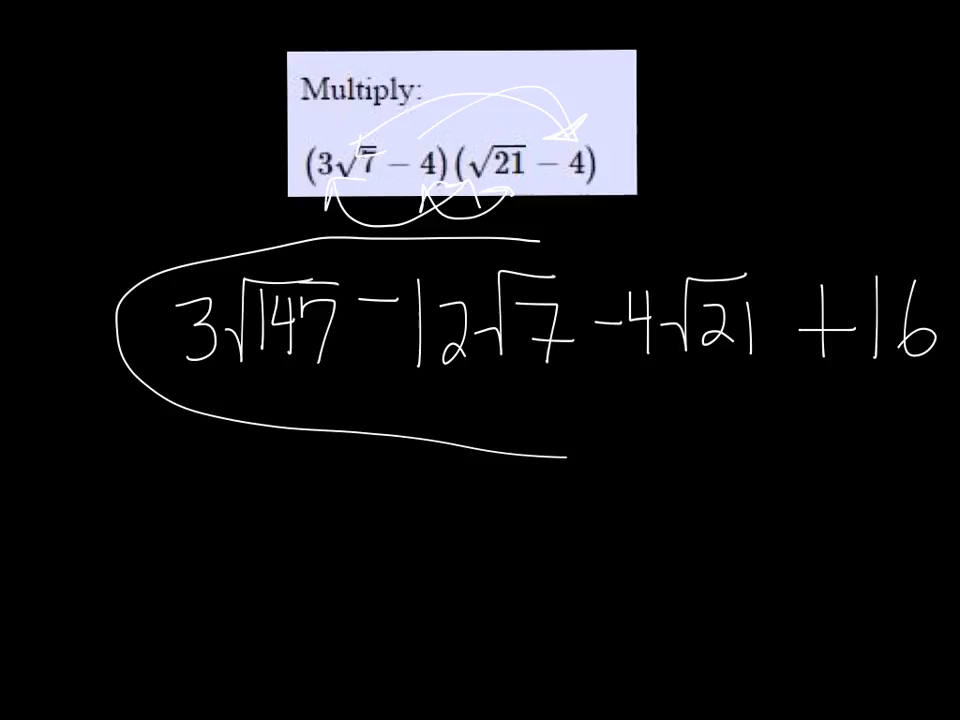 Multiply:
(3√7 − 4)(√21 − 4)
3√147 − 12√7 − 4√21 + 16